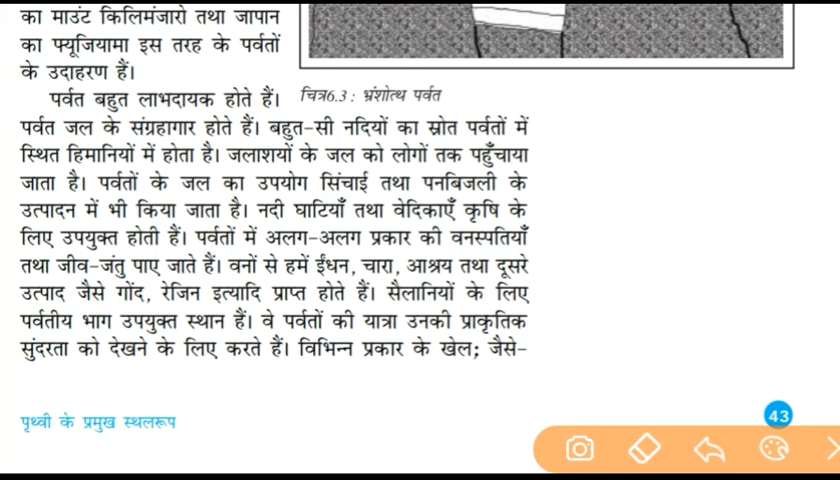 का माउंट किलिमंजारो तथा जापान
का फ्यूजियामा इस तरह के पर्वतों
के उदाहरण हैं।
पर्वत बहुत लाभदायक होते हैं।
चित्र6.3 : भ्रंशोत्थ पर्वत
पर्वत जल के संग्रहागार होते हैं। बहुत-सी नदियों का स्रोत पर्वतों में
स्थित हिमानियों में होता है। जलाशयों के जल को लोगों तक पहुँचाया
जाता है। पर्वतों के जल का उपयोग सिंचाई तथा पनबिजली के
उत्पादन में भी किया जाता है। नदी घाटियाँ तथा वेदिकाएँ कृषि के
लिए उपयुक्त होती हैं। पर्वतों में अलग-अलग प्रकार की वनस्पतियाँ
तथा जीव-जंतु पाए जाते हैं। वनों से हमें ईंधन, चारा, आश्रय तथा दूसरे
उत्पाद जैसे गोंद, रेजिन इत्यादि प्राप्त होते हैं। सैलानियों के लिए
पर्वतीय भाग उपयुक्त स्थान हैं। वे पर्वतों की यात्रा उनकी प्राकृतिक
सुंदरता को देखने के लिए करते हैं। विभिन्न प्रकार के खेल; जैसे-
पृथ्वी के प्रमुख स्थलरूप
43